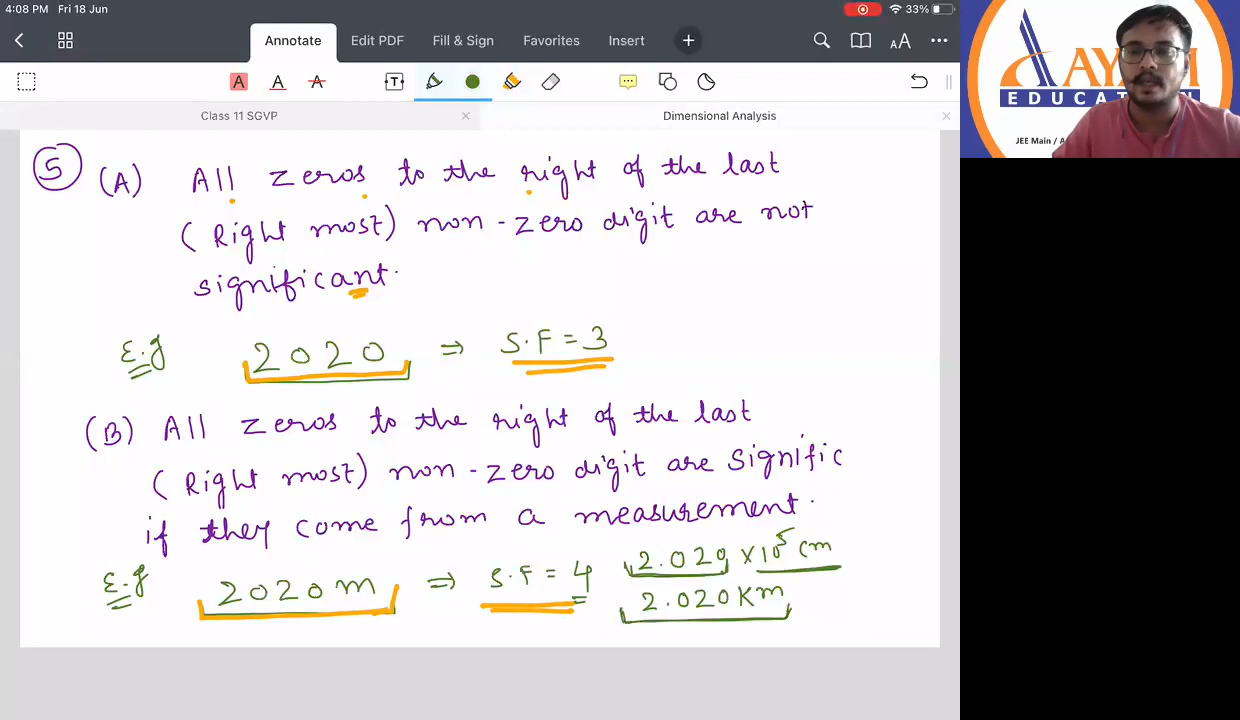 4:08 PM Fri 18 Jun
33%
Annotate Edit PDF Fill & Sign Favorites Insert
Class 11 SGVP
Dimensional Analysis
EDUCATION
JEE Main / A
5 (A) All zeros to the right of the last
(Right most) non-zero digit are not
significant.
E.g 2020 ⇒ S.F = 3
(B) All zeros to the right of the last
(Right most) non-zero digit are Signific
if they come from a measurement.
E.g 2020 m ⇒ S.F = 4
2.020 × 10⁵ cm
2.020 Km